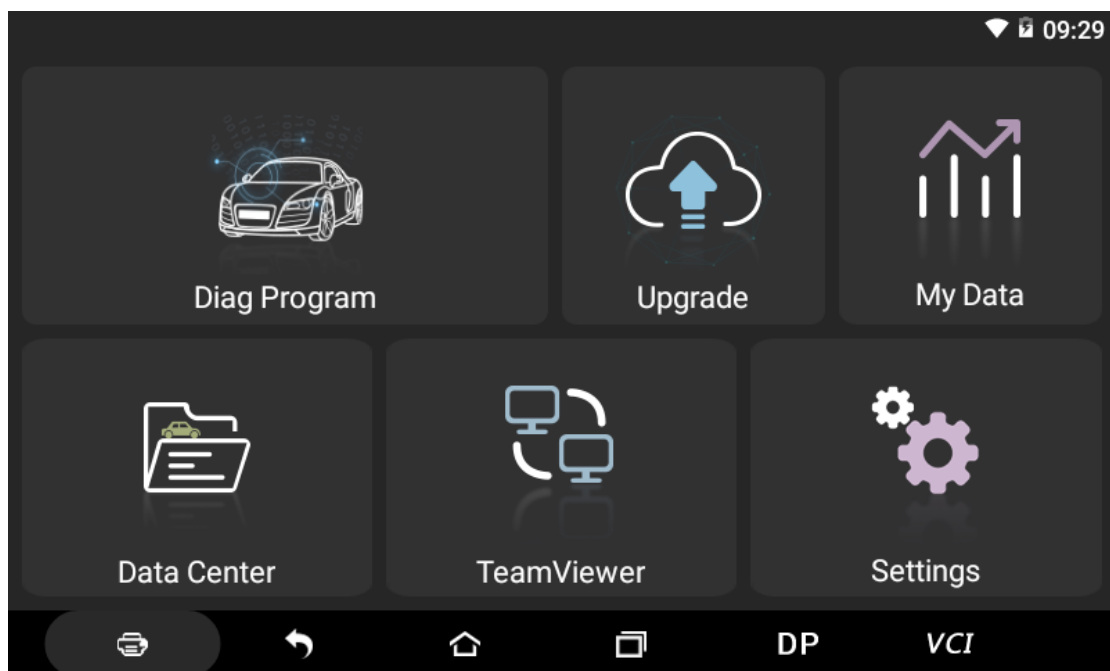 09:29
Diag Program
Upgrade
My Data
Data Center
TeamViewer
Settings
DP
VCI